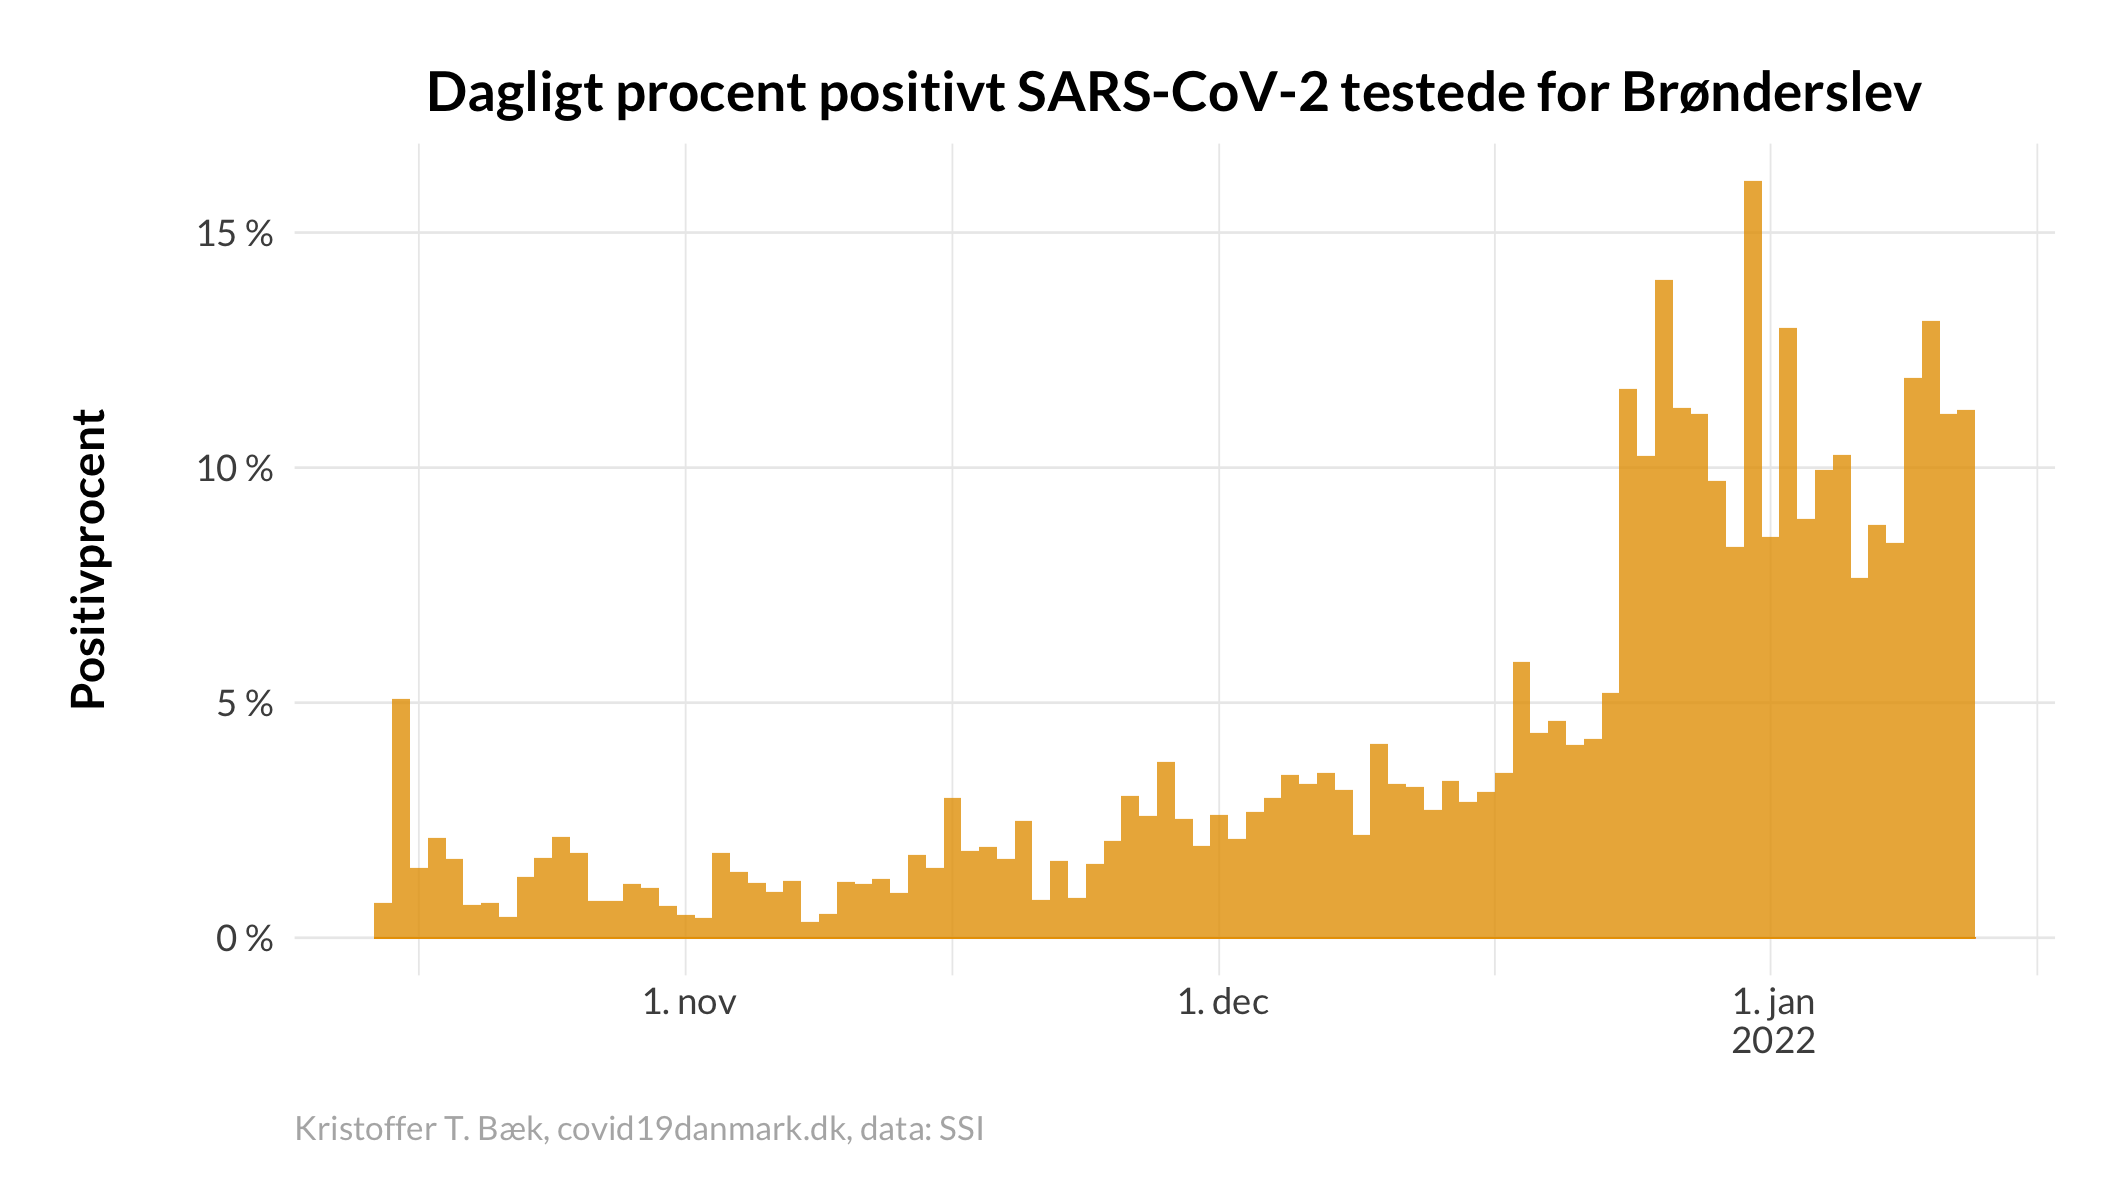 Dagligt procent positivt SARS-CoV-2 testede for Brønderslev
Positivprocent
15 %
10 %
5 %
0 %
1. nov
1. dec
1. jan
2022
Kristoffer T. Bæk, covid19danmark.dk, data: SSI